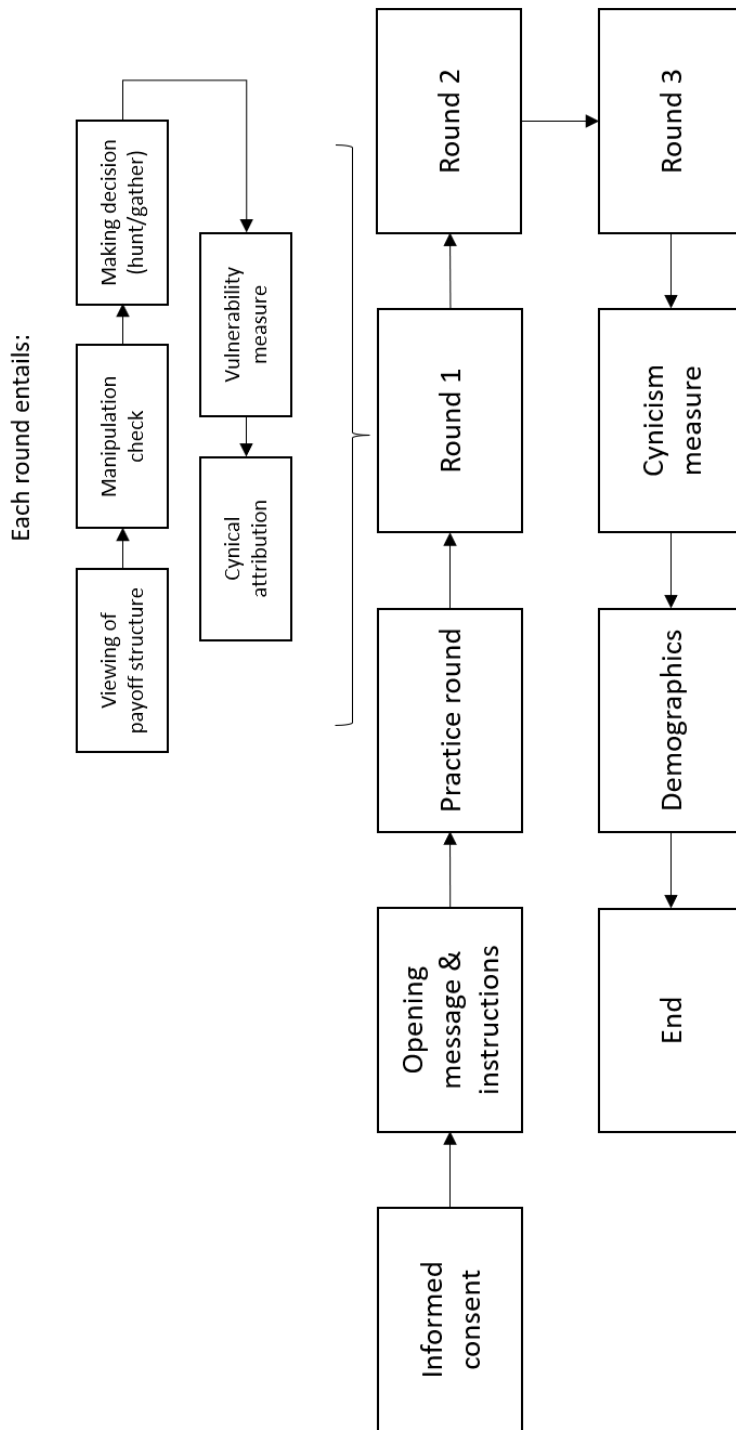 Each round entails:
Viewing of
payoff structure
Manipulation
check
Making decision
(hunt/gather)
Vulnerability
measure
Cynical
attribution
Informed
consent
Opening
message &
instructions
Practice round
Round 1
Round 2
Round 3
Cynicism
measure
Demographics
End